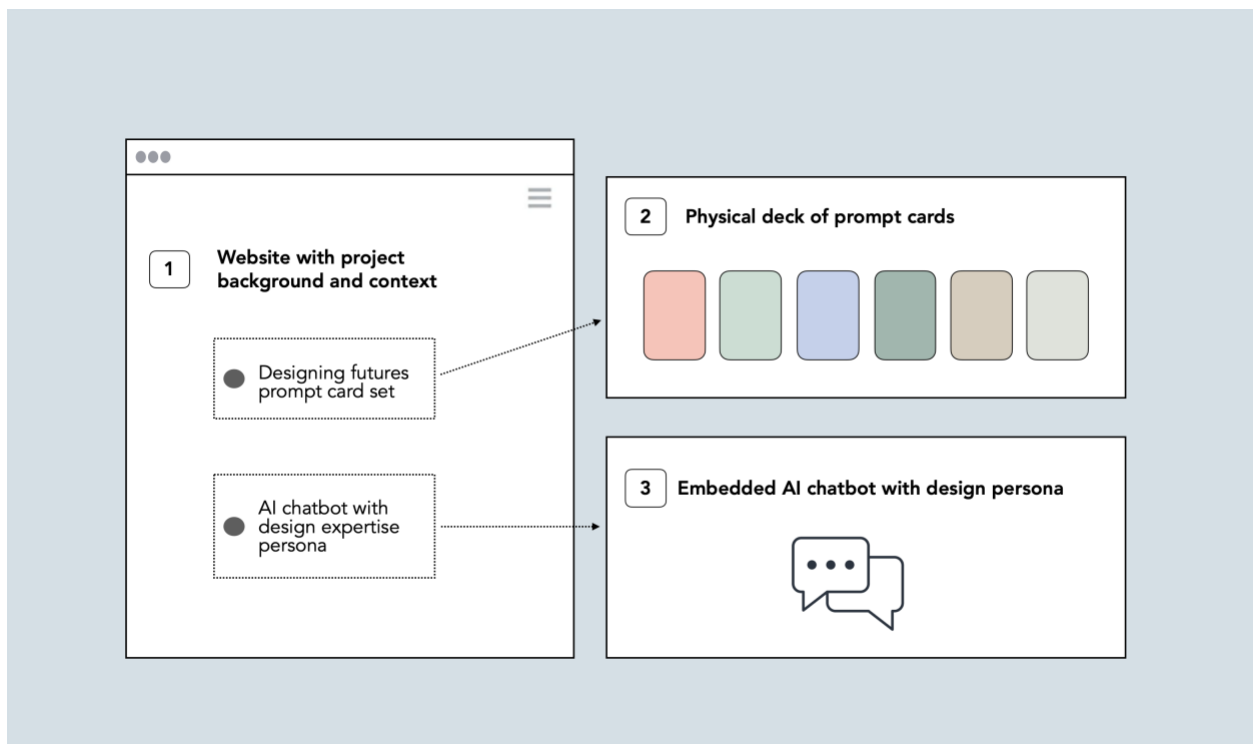 1
Website with project
background and context
Designing futures
prompt card set
AI chatbot with
design expertise
persona
2
Physical deck of prompt cards
3
Embedded AI chatbot with design persona